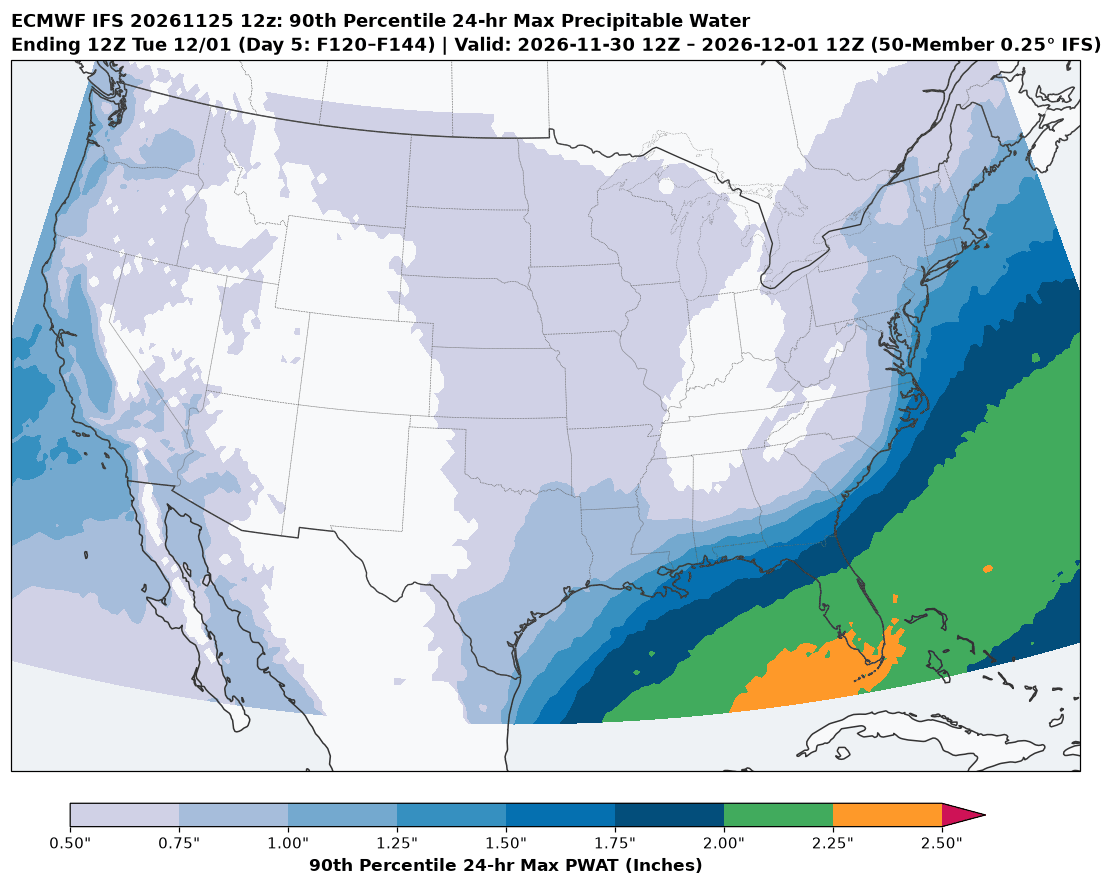 ECMWF IFS 20261125 12z: 90th Percentile 24-hr Max Precipitable Water
Ending 12Z Tue 12/01 (Day 5: F120–F144) | Valid: 2026-11-30 12Z – 2026-12-01 12Z (50-Member 0.25° IFS)
0.50" 0.75" 1.00" 1.25" 1.50" 1.75" 2.00" 2.25" 2.50"
90th Percentile 24-hr Max PWAT (Inches)